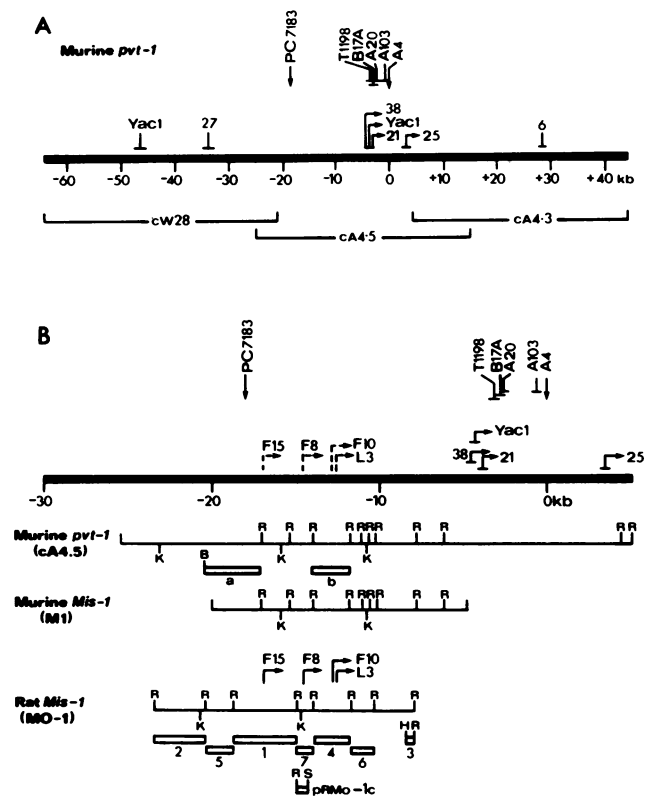 A
Murine pvt-1
PC7183
T1198
B17A
A20
A103
A4
38
Yac1
21
25
Yac1
27
6
-60 -50 -40 -30 -20 -10 0 +10 +20 +30 +40 kb
cW28
cA4·5
cA4·3
B
PC7183
T1198
B17A
A20
A103
A4
Yac1
38
21
25
F15
F8
F10
L3
-30 -20 -10 0kb
R R R R R R R R R R R
Murine pvt-1
(cA4.5)
K B K K
a b
R R R R R R R R R
Murine Mis-1
(M1)
K K
F15 F8 F10
L3
R R R R R R R
Rat Mis-1
(MO-1)
K K H R
2 5 1 7 4 6 3
R S
pRMo-1c